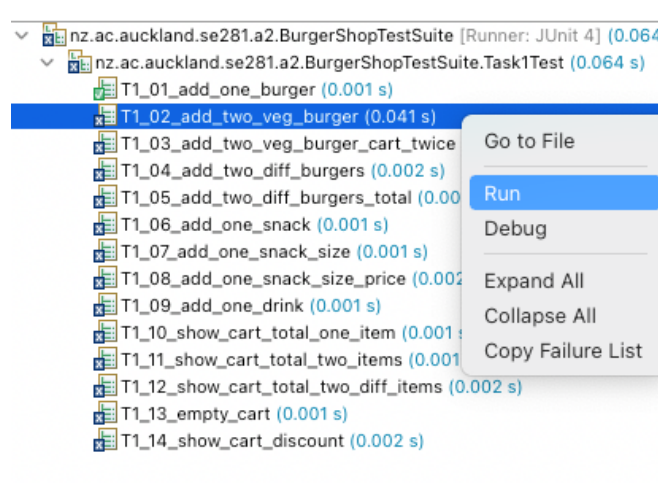 nz.ac.auckland.se281.a2.BurgerShopTestSuite [Runner: JUnit 4] (0.064
nz.ac.auckland.se281.a2.BurgerShopTestSuite.Task1Test (0.064 s)
T1_01_add_one_burger (0.001 s)
T1_02_add_two_veg_burger (0.041 s)
T1_03_add_two_veg_burger_cart_twice
T1_04_add_two_diff_burgers (0.002 s)
T1_05_add_two_diff_burgers_total (0.00
T1_06_add_one_snack (0.001 s)
T1_07_add_one_snack_size (0.001 s)
T1_08_add_one_snack_size_price (0.002
T1_09_add_one_drink (0.001 s)
T1_10_show_cart_total_one_item (0.001 s
T1_11_show_cart_total_two_items (0.001
T1_12_show_cart_total_two_diff_items (0.002 s)
T1_13_empty_cart (0.001 s)
T1_14_show_cart_discount (0.002 s)
Go to File
Run
Debug
Expand All
Collapse All
Copy Failure List